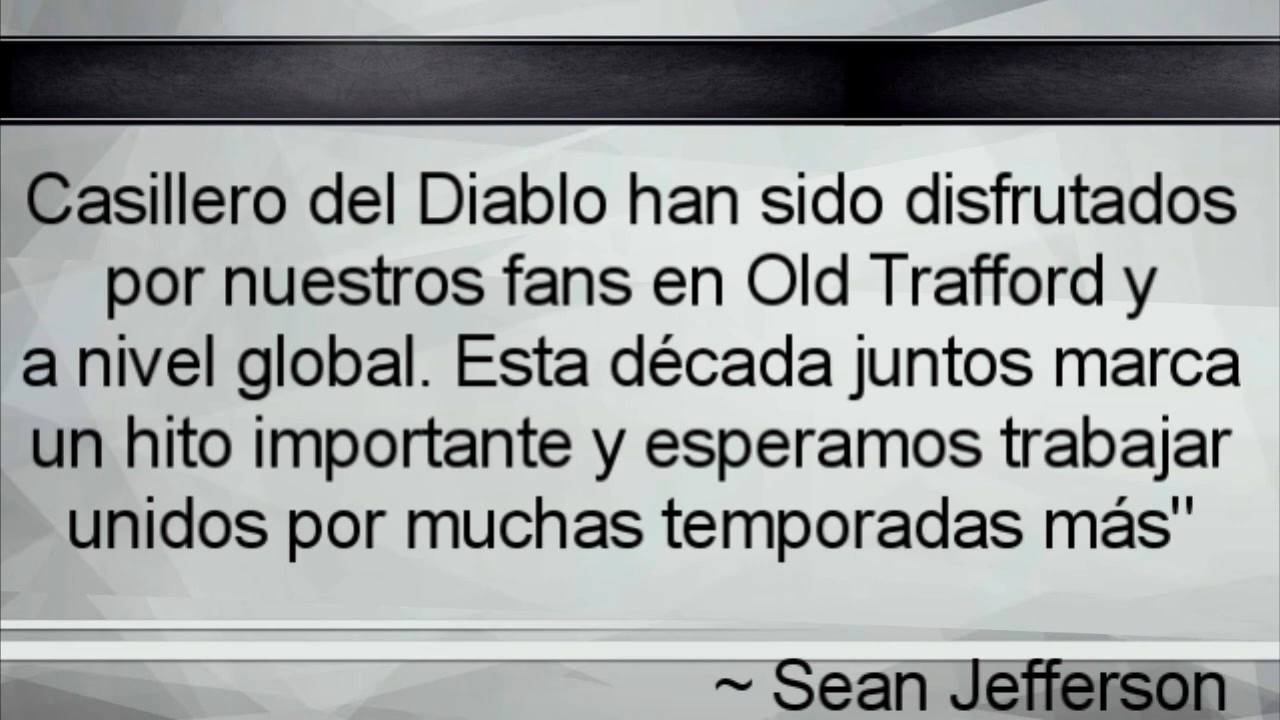 Casillero del Diablo han sido disfrutados
por nuestros fans en Old Trafford y
a nivel global. Esta década juntos marca
un hito importante y esperamos trabajar
unidos por muchas temporadas más"
~ Sean Jefferson